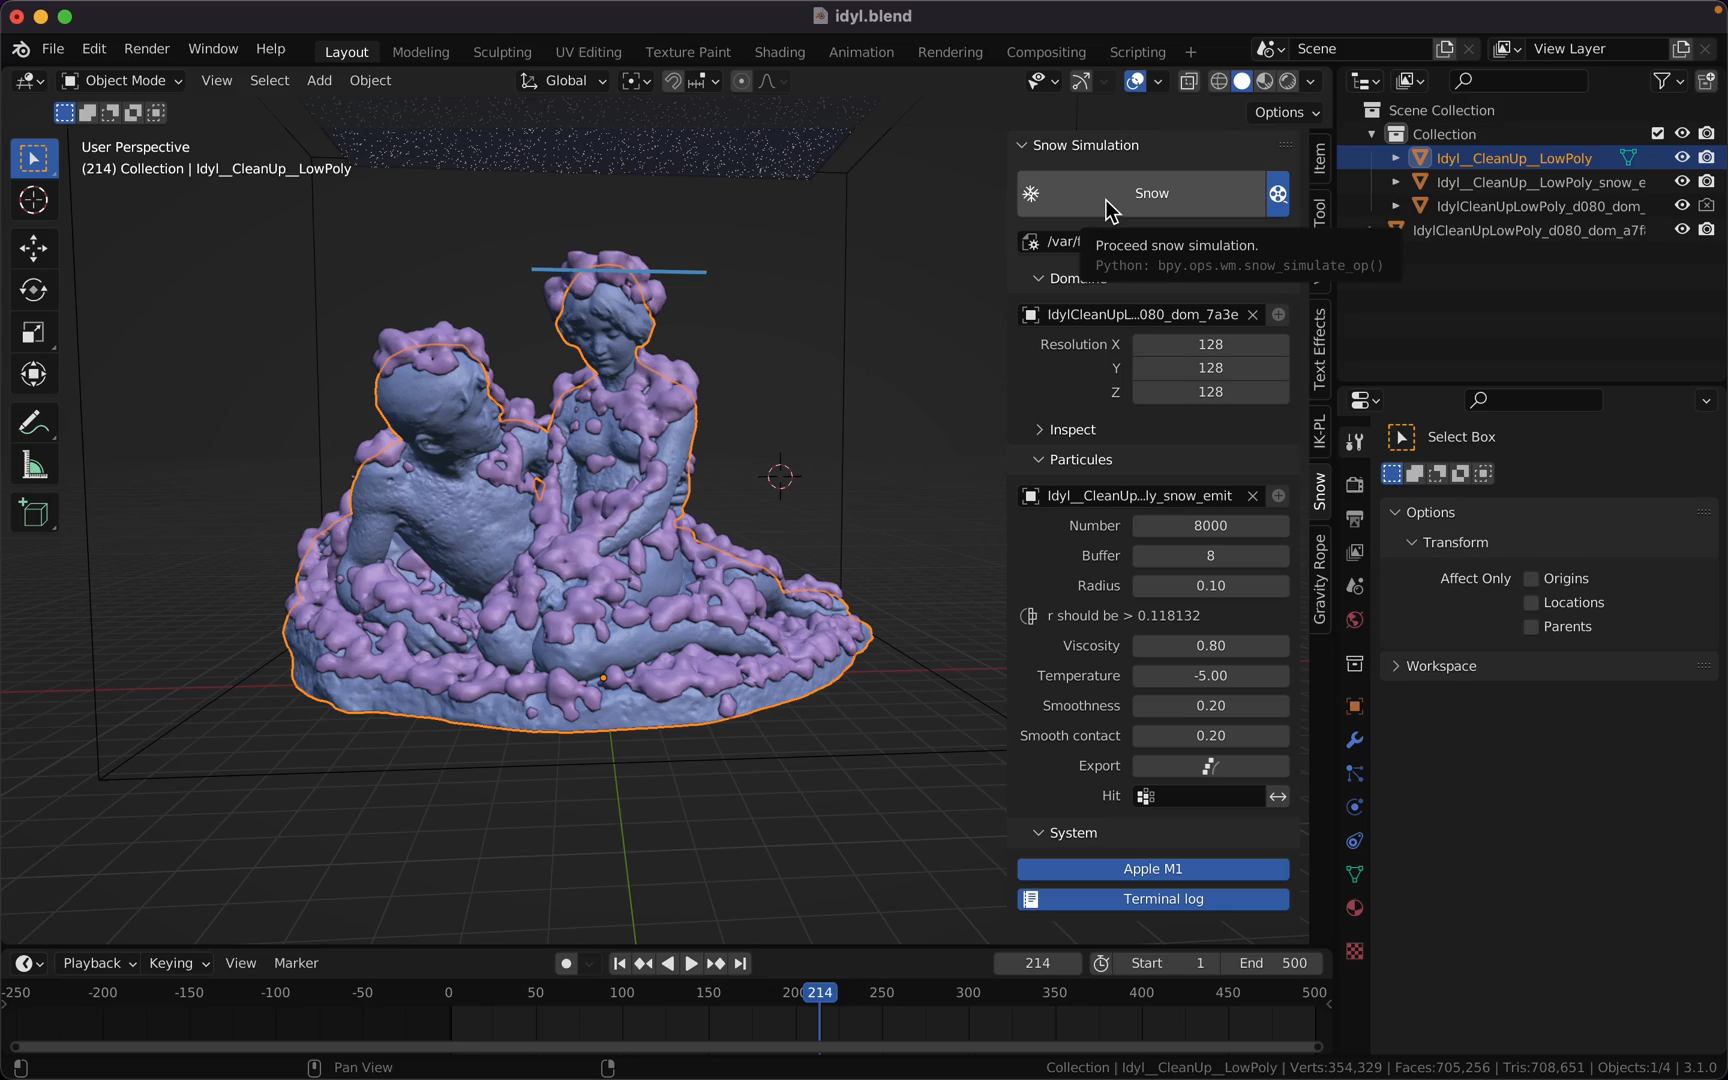 idyl.blend
File Edit Render Window Help
Layout Modeling Sculpting UV Editing Texture Paint Shading Animation Rendering Compositing Scripting +
Scene
View Layer
Object Mode View Select Add Object
Global
Options
User Perspective
(214) Collection | Idyl__CleanUp__LowPoly
Snow Simulation
Snow
/var/f
Proceed snow simulation.
Python: bpy.ops.wm.snow_simulate_op()
IdylCleanUpL...080_dom_7a3e
Resolution X 128
Y 128
Z 128
Inspect
Particules
Idyl__CleanUp...ly_snow_emit
Number 8000
Buffer 8
Radius 0.10
r should be > 0.118132
Viscosity 0.80
Temperature -5.00
Smoothness 0.20
Smooth contact 0.20
Export
Hit
System
Apple M1
Terminal log
Item
Tool
Text Effects
IK-PL
Snow
Gravity Rope
Scene Collection
Collection
Idyl__CleanUp__LowPoly
Idyl__CleanUp__LowPoly_snow_e
IdylCleanUpLowPoly_d080_dom_
IdylCleanUpLowPoly_d080_dom_a7f
Select Box
Options
Transform
Affect Only Origins
Locations
Parents
Workspace
Playback Keying View Marker
214
Start 1
End 500
-250 -200 -150 -100 -50 0 50 100 150 200 214 250 300 350 400 450 500
Pan View
Collection | Idyl__CleanUp__LowPoly | Verts:354,329 | Faces:705,256 | Tris:708,651 | Objects:1/4 | 3.1.0